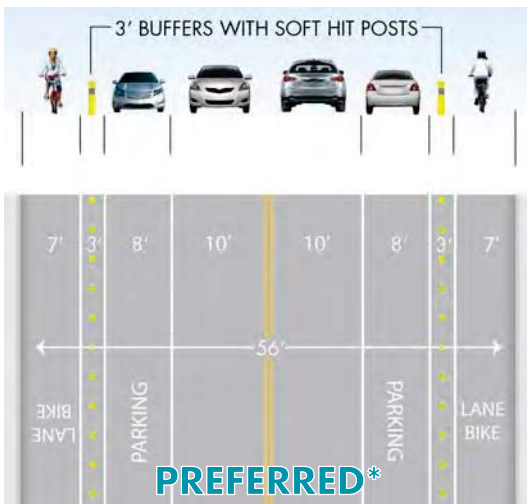 3' BUFFERS WITH SOFT HIT POSTS
7' 3' 8' 10' 10' 8' 3' 7'
56'
BIKE
LANE
PARKING
PARKING
LANE
BIKE
PREFERRED*